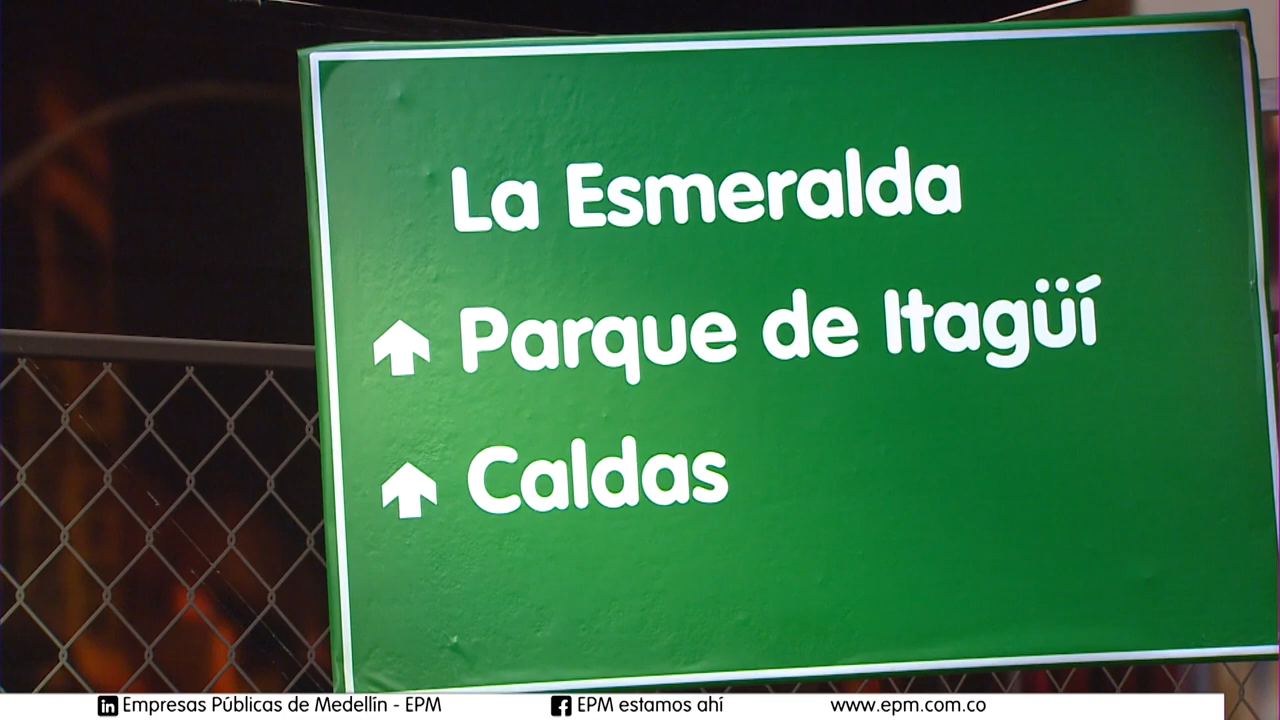 La Esmeralda
Parque de Itagüí
Caldas
Empresas Públicas de Medellín - EPM
EPM estamos ahí
www.epm.com.co